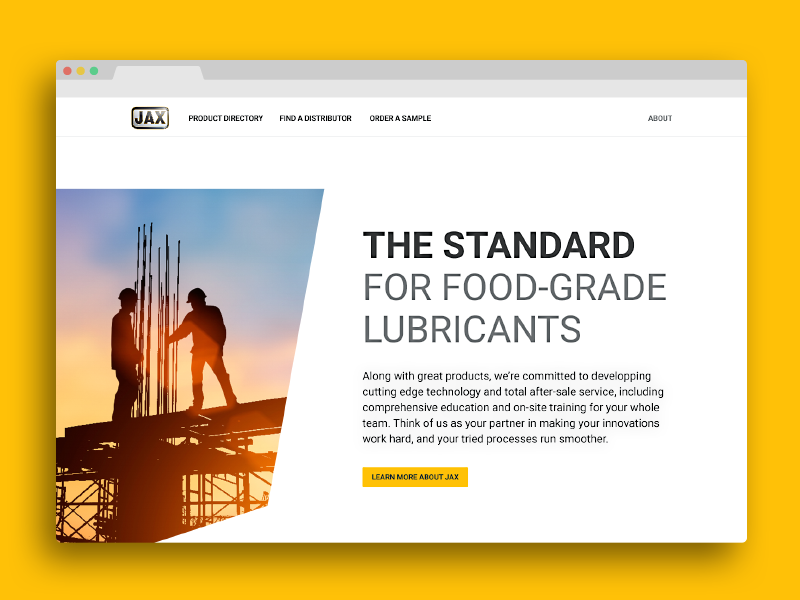 JAX
PRODUCT DIRECTORY
FIND A DISTRIBUTOR
ORDER A SAMPLE
ABOUT
THE STANDARD
FOR FOOD-GRADE
LUBRICANTS
Along with great products, we're committed to developping
cutting edge technology and total after-sale service, including
comprehensive education and on-site training for your whole
team. Think of us as your partner in making your innovations
work hard, and your tried processes run smoother.
LEARN MORE ABOUT JAX